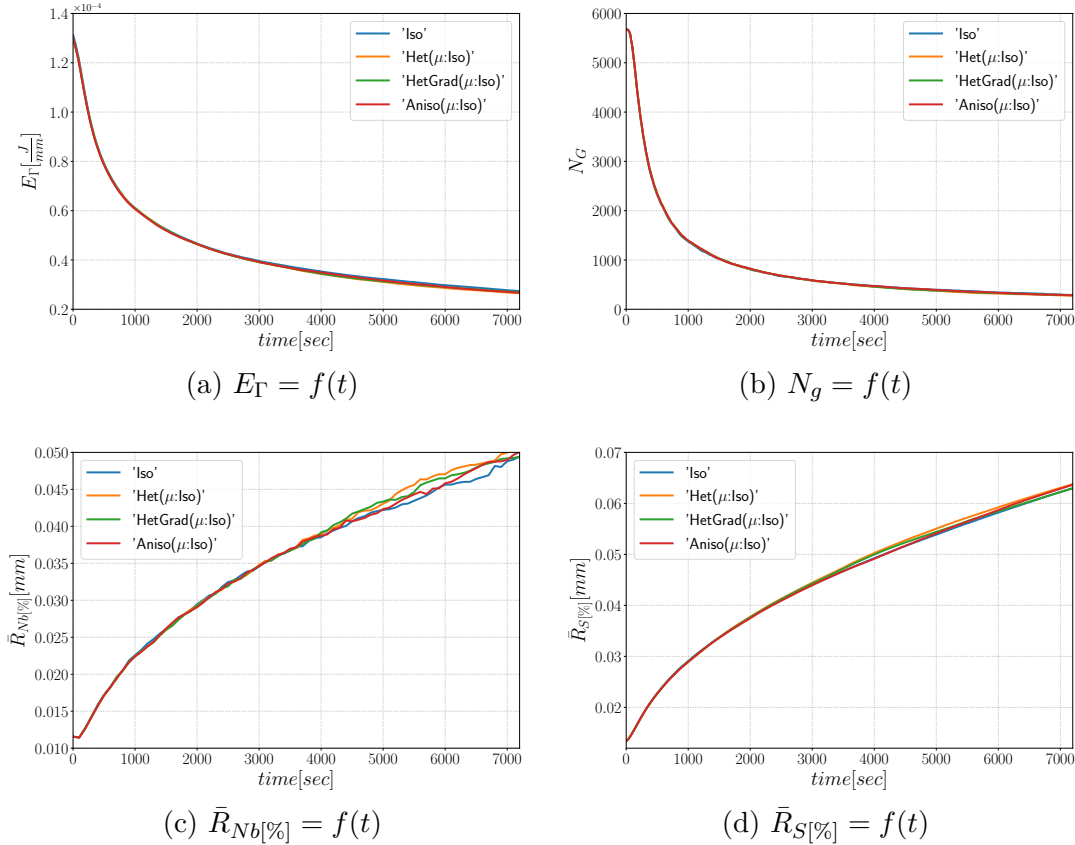 1e−4
1.4
1.2
1.0
0.8
0.6
0.4
0.2
E_Γ[J/mm]
0 1000 2000 3000 4000 5000 6000 7000
time[sec]
'Iso'
'Het(μ:Iso)'
'HetGrad(μ:Iso)'
'Aniso(μ:Iso)'
(a) E_Γ = f(t)
6000
5000
4000
3000
2000
1000
0
N_G
0 1000 2000 3000 4000 5000 6000 7000
time[sec]
'Iso'
'Het(μ:Iso)'
'HetGrad(μ:Iso)'
'Aniso(μ:Iso)'
(b) N_g = f(t)
0.050
0.045
0.040
0.035
0.030
0.025
0.020
0.015
0.010
R̄_Nb[%][mm]
0 1000 2000 3000 4000 5000 6000 7000
time[sec]
'Iso'
'Het(μ:Iso)'
'HetGrad(μ:Iso)'
'Aniso(μ:Iso)'
(c) R̄_Nb[%] = f(t)
0.07
0.06
0.05
0.04
0.03
0.02
R̄_S[%][mm]
0 1000 2000 3000 4000 5000 6000 7000
time[sec]
'Iso'
'Het(μ:Iso)'
'HetGrad(μ:Iso)'
'Aniso(μ:Iso)'
(d) R̄_S[%] = f(t)